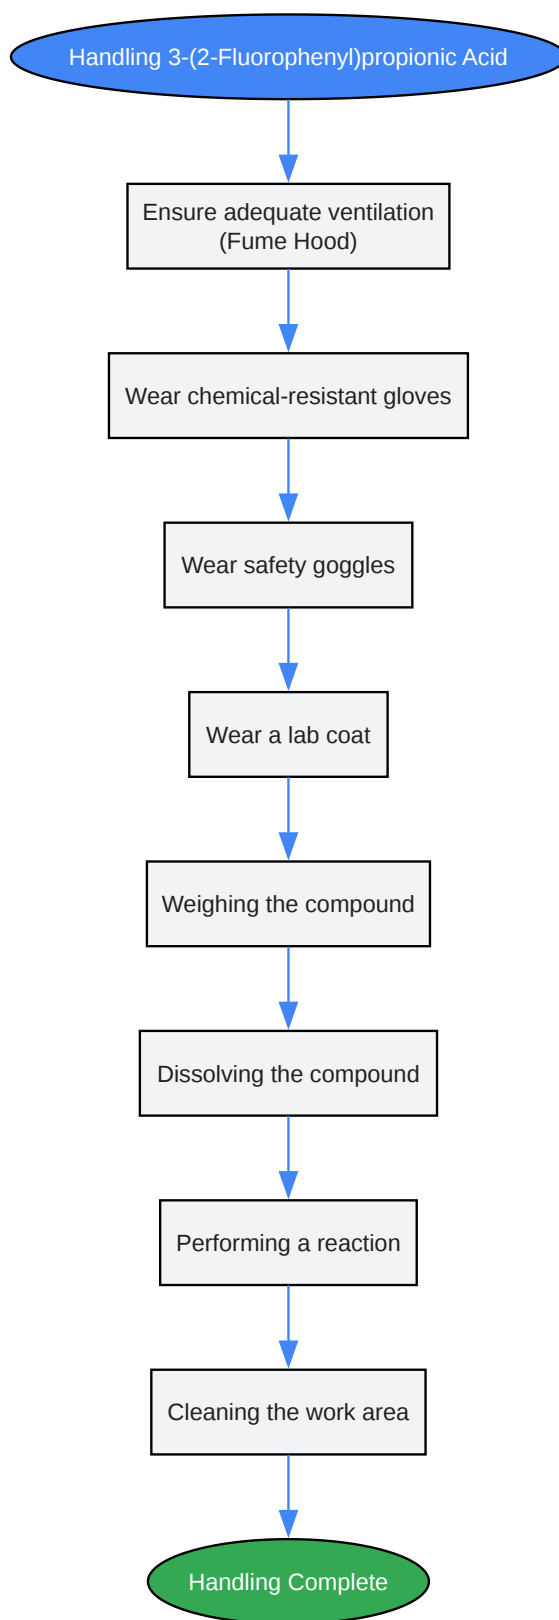 Handling 3-(2-Fluorophenyl)propionic Acid
Ensure adequate ventilation
(Fume Hood)
Wear chemical-resistant gloves
Wear safety goggles
Wear a lab coat
Weighing the compound
Dissolving the compound
Performing a reaction
Cleaning the work area
Handling Complete